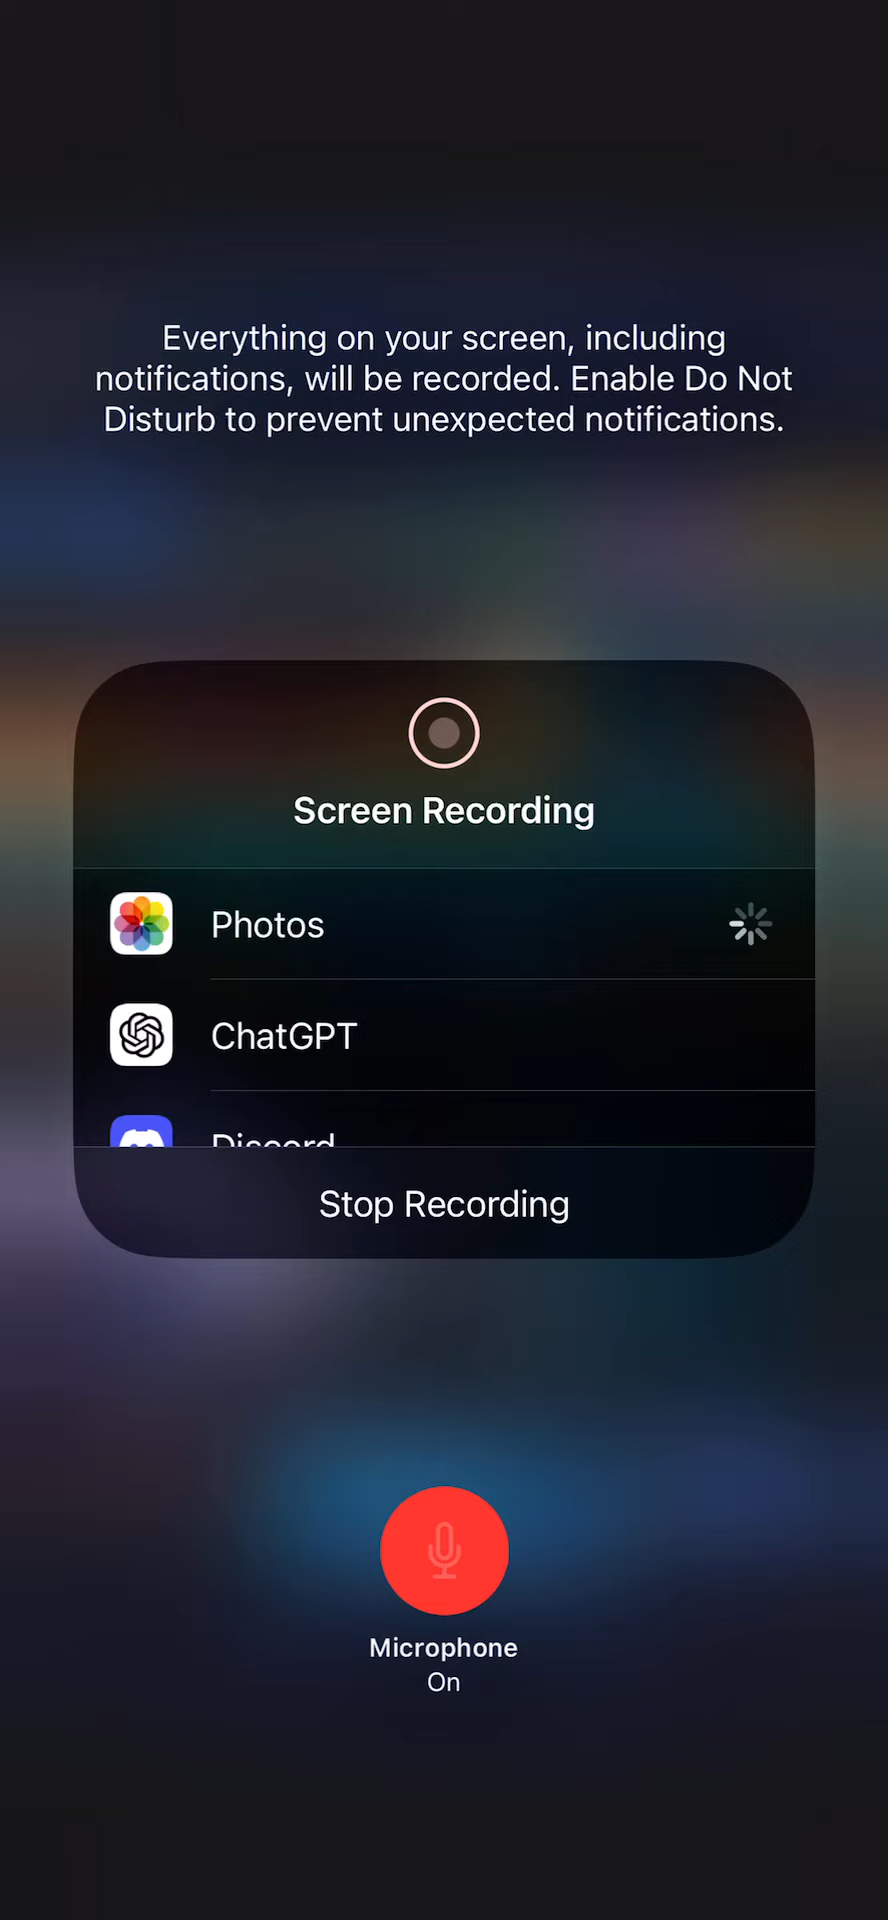 Everything on your screen, including
notifications, will be recorded. Enable Do Not
Disturb to prevent unexpected notifications.
Screen Recording
Photos
ChatGPT
Discord
Stop Recording
Microphone
On